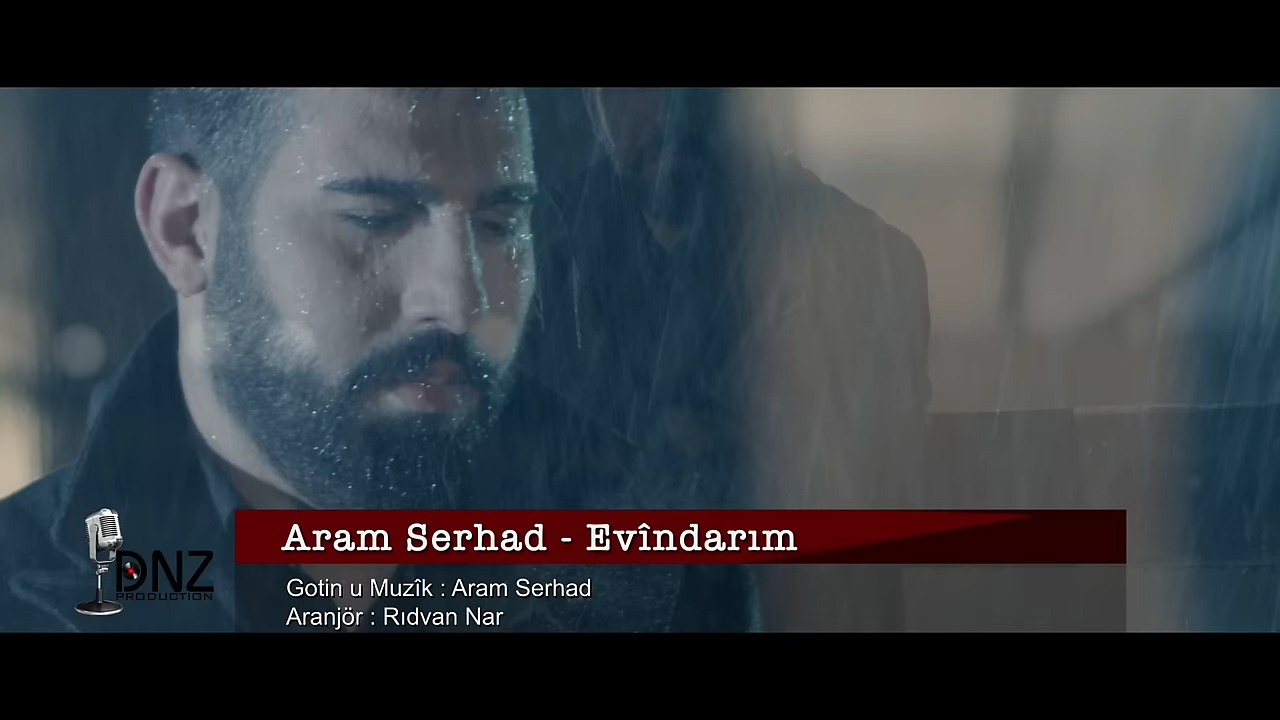 Aram Serhad - Evîndarım
DNZ
PRODUCTION
Gotin u Muzîk : Aram Serhad
Aranjör : Rıdvan Nar